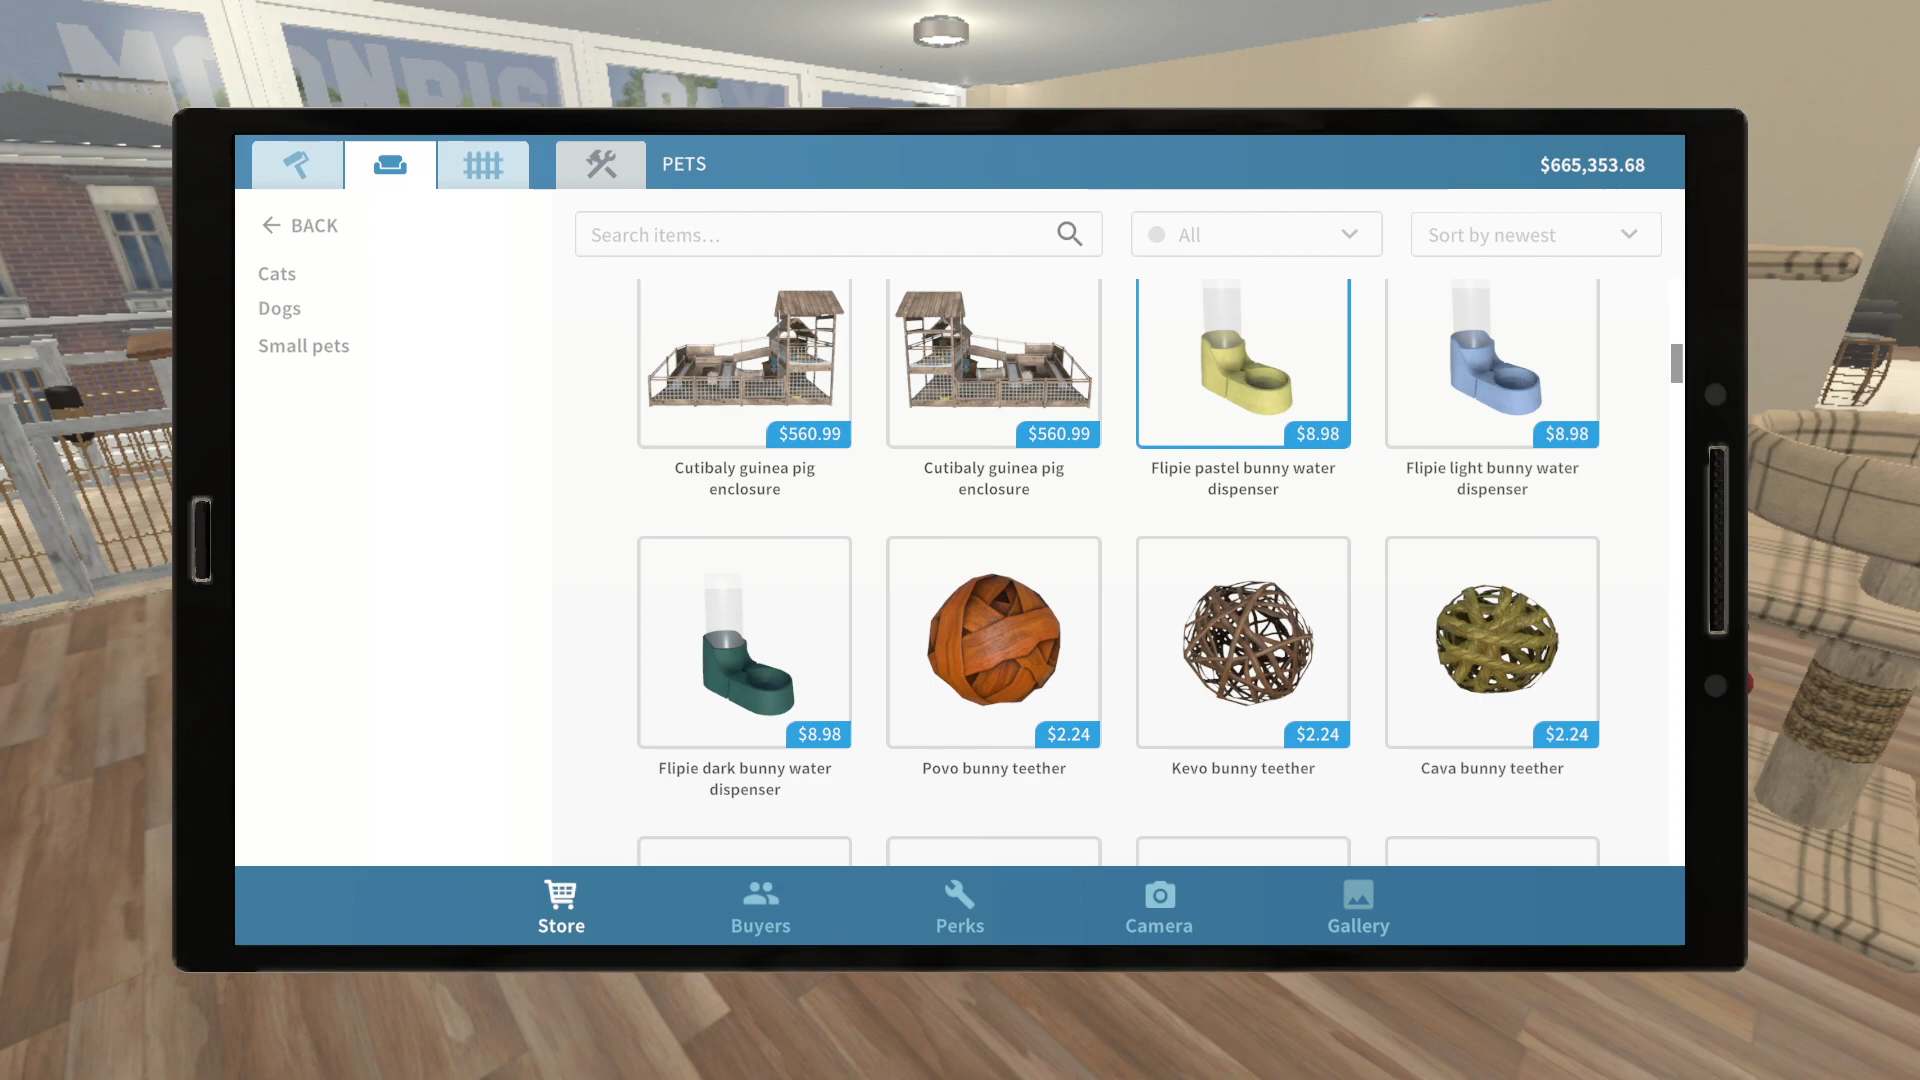 PETS
$665,353.68
BACK
Search items...
All
Sort by newest
Cats
Dogs
Small pets
$560.99
$560.99
$8.98
$8.98
Cutibaly guinea pig
enclosure
Cutibaly guinea pig
enclosure
Flipie pastel bunny water
dispenser
Flipie light bunny water
dispenser
$8.98
$2.24
$2.24
$2.24
Flipie dark bunny water
dispenser
Povo bunny teether
Kevo bunny teether
Cava bunny teether
Store
Buyers
Perks
Camera
Gallery